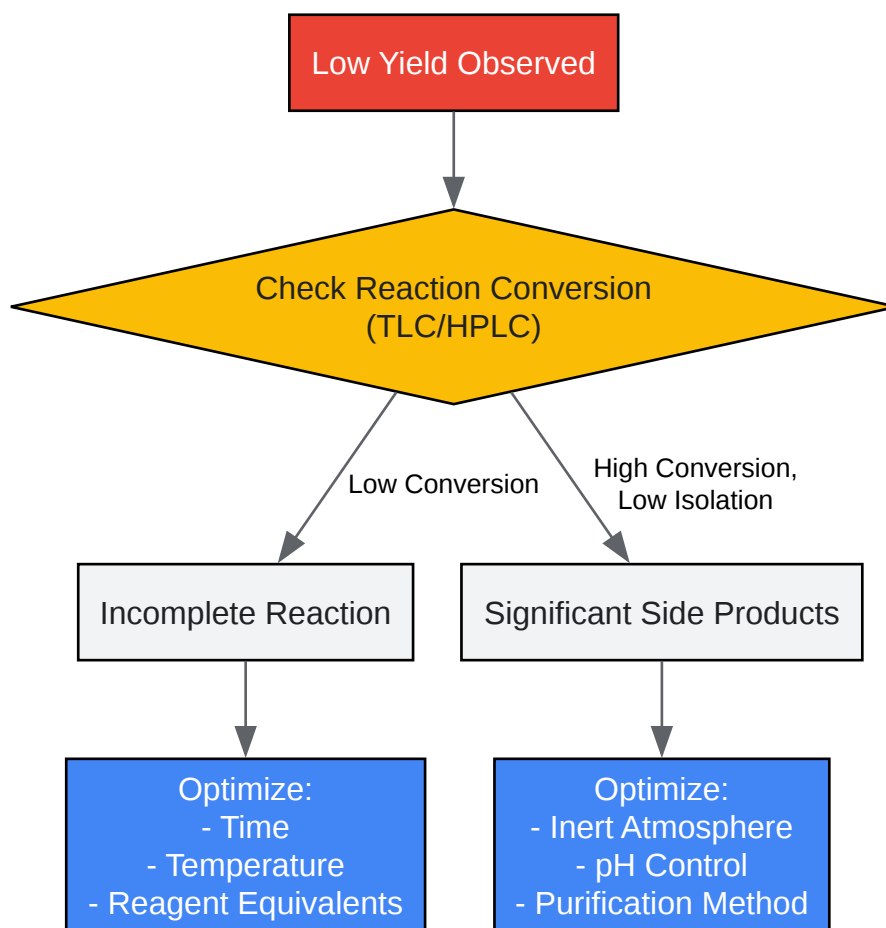 Low Yield Observed
Check Reaction Conversion
(TLC/HPLC)
Low Conversion
High Conversion,
Low Isolation
Incomplete Reaction
Significant Side Products
Optimize:
- Time
- Temperature
- Reagent Equivalents
Optimize:
- Inert Atmosphere
- pH Control
- Purification Method